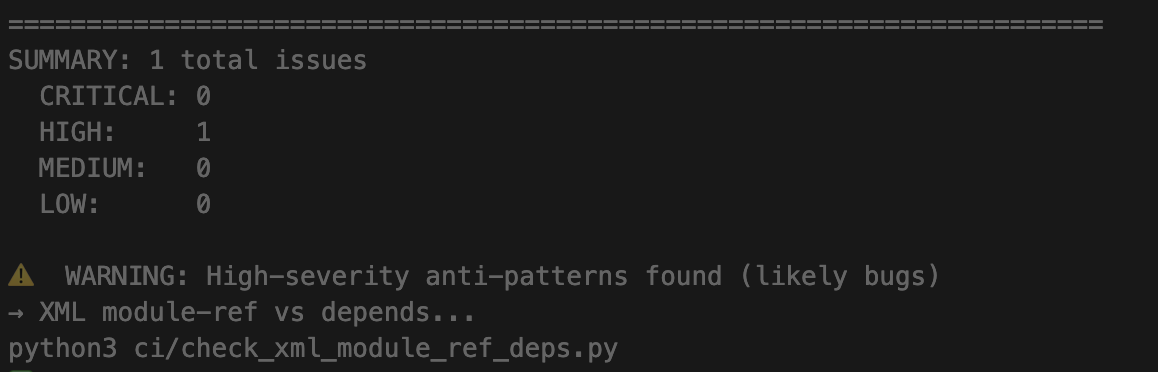 ======================================================================
SUMMARY: 1 total issues
  CRITICAL: 0
  HIGH:     1
  MEDIUM:   0
  LOW:      0
⚠ WARNING: High-severity anti-patterns found (likely bugs)
→ XML module-ref vs depends...
python3 ci/check_xml_module_ref_deps.py